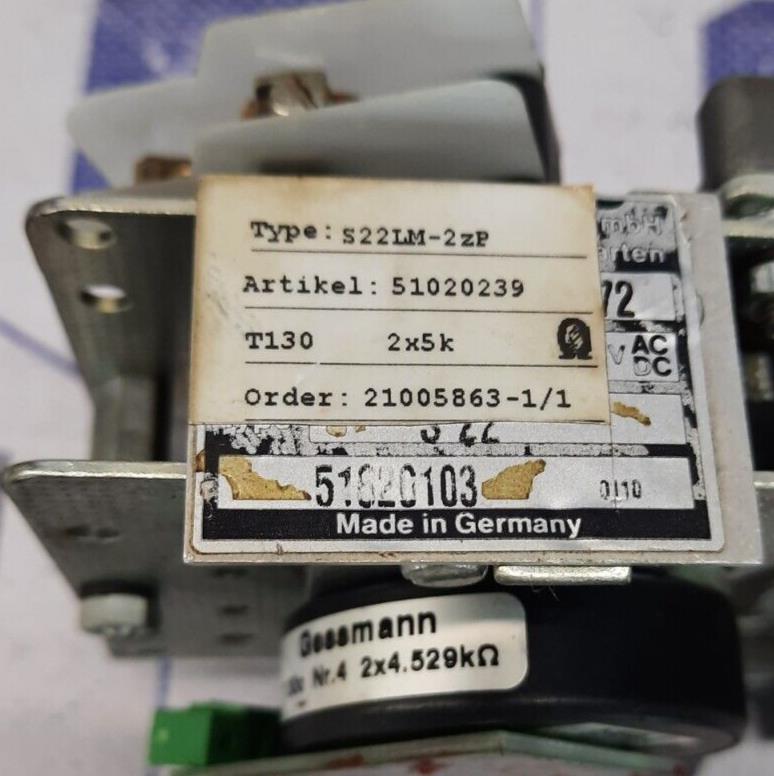 Type: S22LM-2zP
Artikel: 51020239
T130 2x5k Ω
Order: 21005863-1/1
mbH
rten
72
V AC
DC
S 22
0110
Made in Germany
Gessmann
Nr.4 2x4.529kΩ